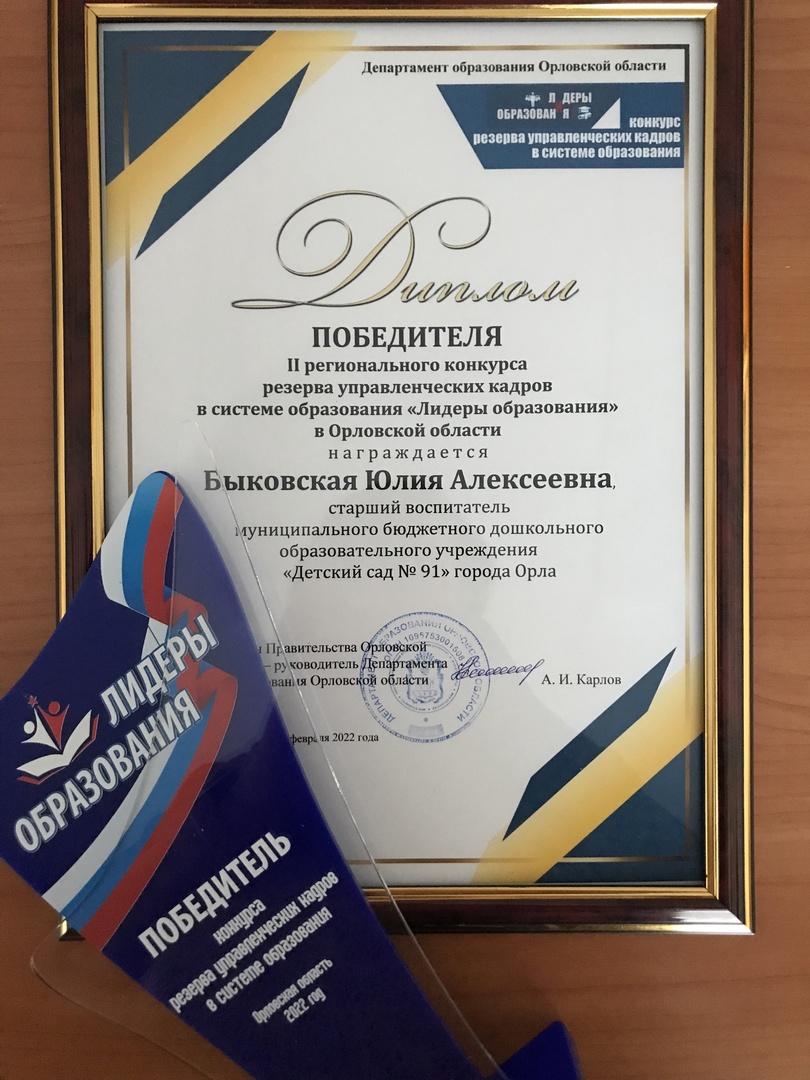 Департамент образования Орловской области
ЛИДЕРЫ
ОБРАЗОВАНИЯ
конкурс
резерва управленческих кадров
в системе образования
Диплом
ПОБЕДИТЕЛЯ
II регионального конкурса
резерва управленческих кадров
в системе образования «Лидеры образования»
в Орловской области
награждается
Быковская Юлия Алексеевна,
старший воспитатель
муниципального бюджетного дошкольного
образовательного учреждения
«Детский сад № 91» города Орла
Правительства Орловской
– руководитель Департамента
Орловской области
А. И. Карлов
февраля 2022 года
ЛИДЕРЫ
ОБРАЗОВАНИЯ
ПОБЕДИТЕЛЬ
конкурса
резерва управленческих кадров
в системе образования
Орловская область
2022 год